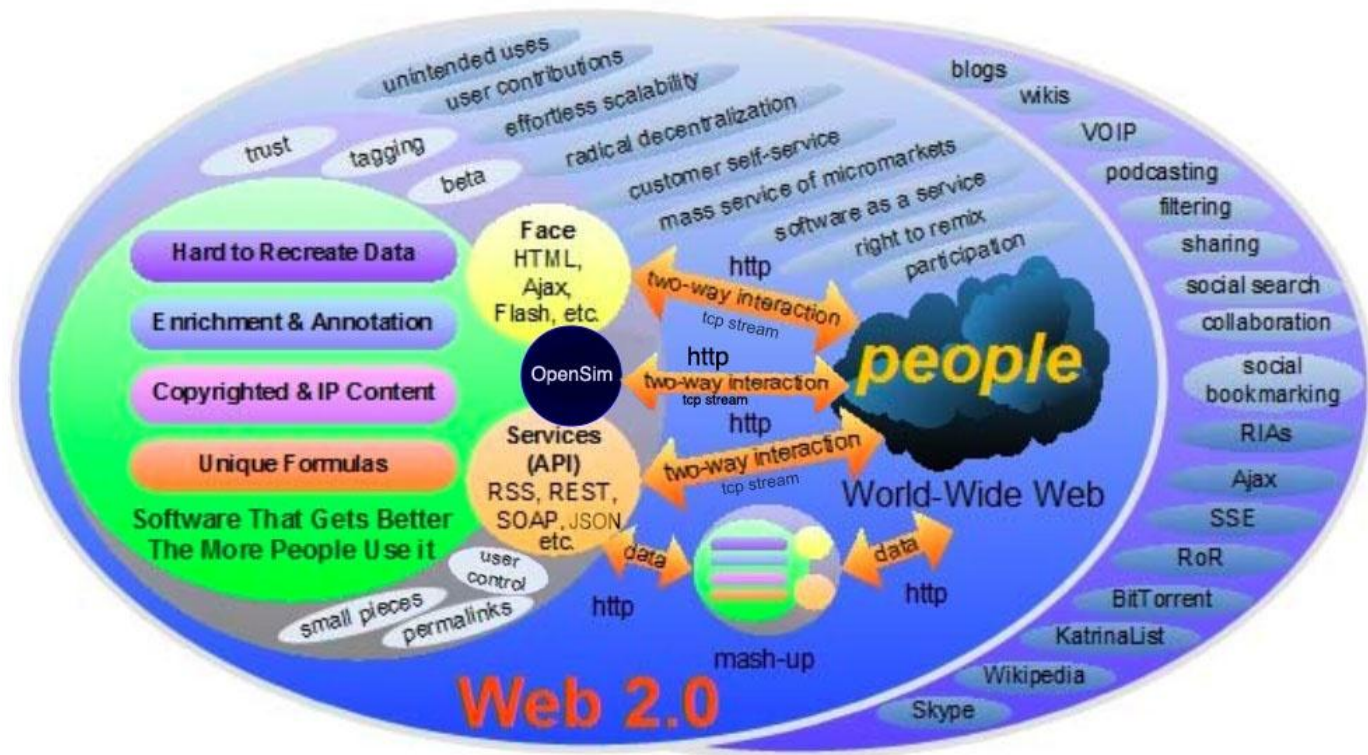 unintended uses
user contributions
effortless scalability
radical decentralization
customer self-service
mass service of micromarkets
software as a service
right to remix
participation
trust
tagging
beta
Hard to Recreate Data
Enrichment & Annotation
Copyrighted & IP Content
Unique Formulas
Software That Gets Better
The More People Use it
Face
HTML,
Ajax,
Flash, etc.
OpenSim
Services
(API)
RSS, REST,
SOAP, JSON
etc.
user
control
small pieces
permalinks
http
two-way interaction
tcp stream
http
two-way interaction
tcp stream
http
two-way interaction
tcp stream
people
World-Wide Web
data
http
mash-up
data
http
Web 2.0
blogs
wikis
VOIP
podcasting
filtering
sharing
social search
collaboration
social
bookmarking
RIAs
Ajax
SSE
RoR
BitTorrent
KatrinaList
Wikipedia
Skype